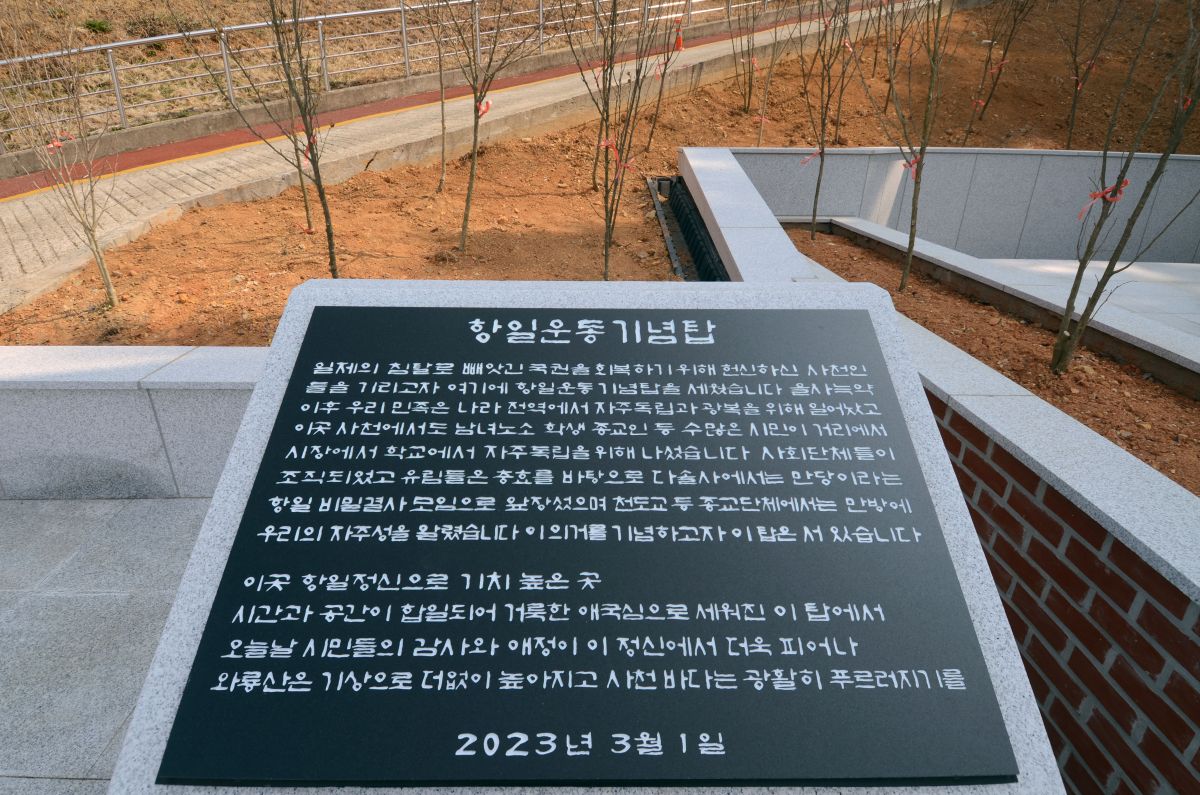 항일운동기념탑
일제의 침탈로 빼앗긴 국권을 회복하기 위해 헌신하신 사천인
들을 기리고자 여기에 항일운동기념탑을 세웠습니다 을사늑약
이후 우리 민족은 나라 전역에서 자주독립과 광복을 위해 일어났고
이곳 사천에서도 남녀노소 학생 종교인 등 수많은 시민이 거리에서
시장에서 학교에서 자주독립을 위해 나섰습니다 사회단체들이
조직되었고 유림들은 충효를 바탕으로 다솔사에서는 만당이라는
항일 비밀결사 모임으로 앞장섰으며 천도교 등 종교단체에서는 만방에
우리의 자주성을 알렸습니다 이 의거를 기념하고자 이 탑은 서 있습니다
이곳 항일정신으로 기치 높은 곳
시간과 공간이 합일되어 거룩한 애국심으로 세워진 이 탑에서
오늘날 시민들의 감사와 애정이 이 정신에서 더욱 피어나
와룡산은 기상으로 더없이 높아지고 사천 바다는 광활히 푸르러지기를
2023년 3월 1일